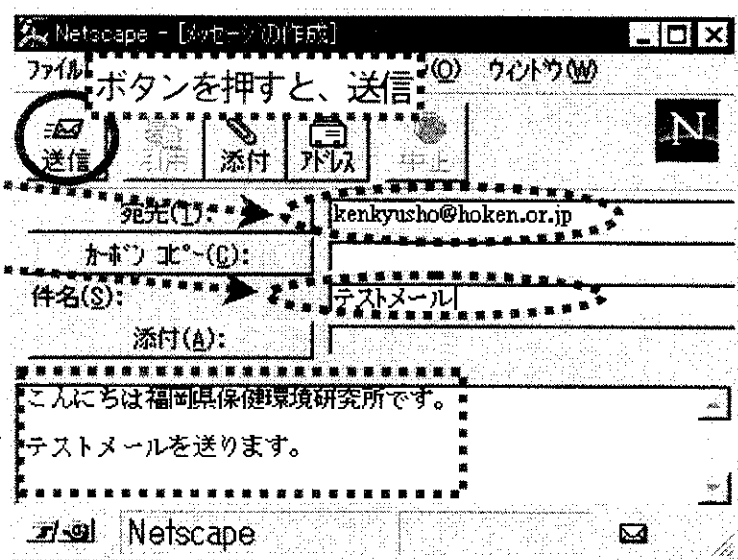 Netscape - [メッセージの作成]
ファイル (O) ウィンドウ(W)
ボタンを押すと、送信
送信 引用 添付 アドレス 中止
N
宛先(T): kenkyusho@hoken.or.jp
カーボン コピー(C):
件名(S): テストメール
添付(A):
こんにちは福岡県保健環境研究所です。
テストメールを送ります。
Netscape